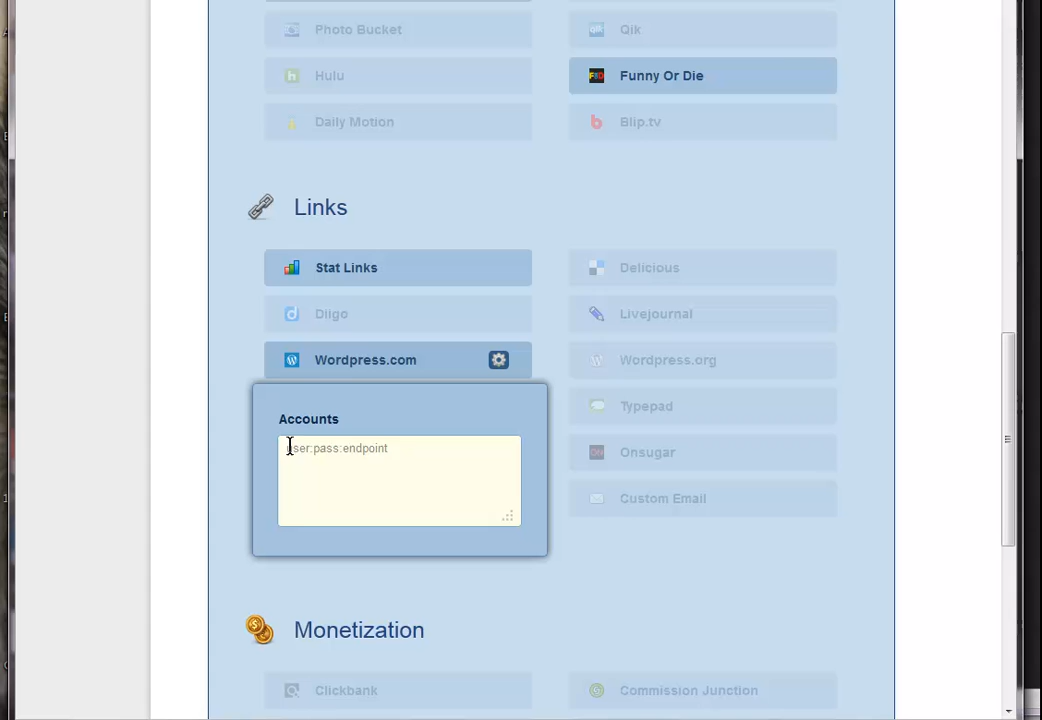 Photo Bucket
Qik
Hulu
Funny Or Die
Daily Motion
Blip.tv
Links
Stat Links
Delicious
Diigo
Livejournal
Wordpress.com
Wordpress.org
Accounts
user:pass:endpoint
Typepad
Onsugar
Custom Email
Monetization
Clickbank
Commission Junction